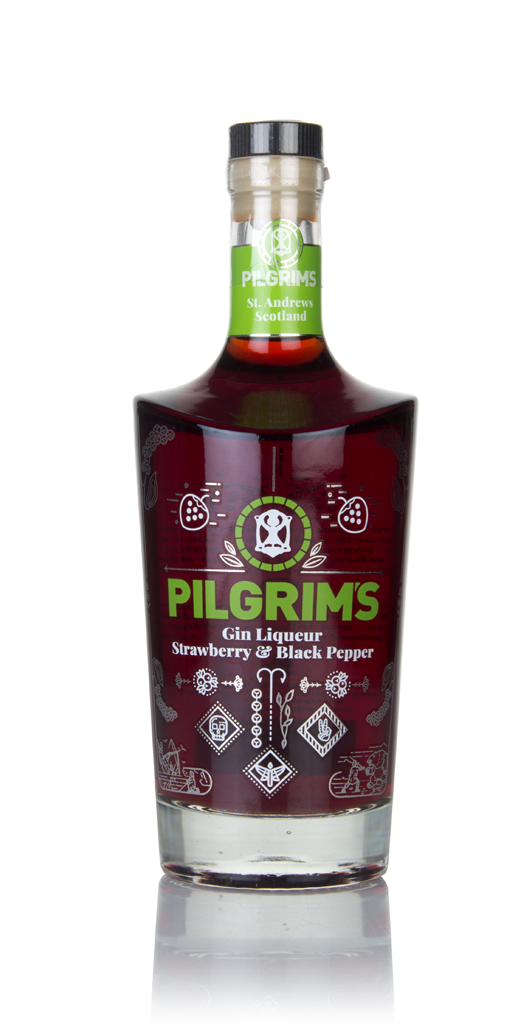 PILGRIMS
St. Andrews
Scotland
PILGRIM'S
Gin Liqueur
Strawberry & Black Pepper